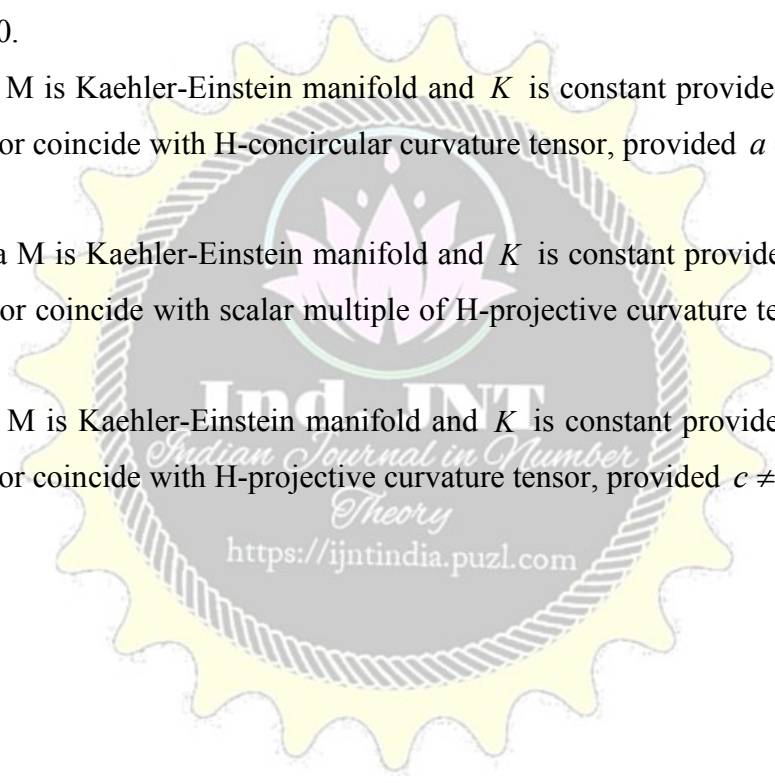 0.
M is Kaehler-Einstein manifold and K is constant provide
or coincide with H-concircular curvature tensor, provided a
a M is Kaehler-Einstein manifold and K is constant provide
or coincide with scalar multiple of H-projective curvature te
M is Kaehler-Einstein manifold and K is constant provide
or coincide with H-projective curvature tensor, provided c ≠
Ind. JNT
Indian Journal in Number
Theory
https://ijntindia.puzl.com